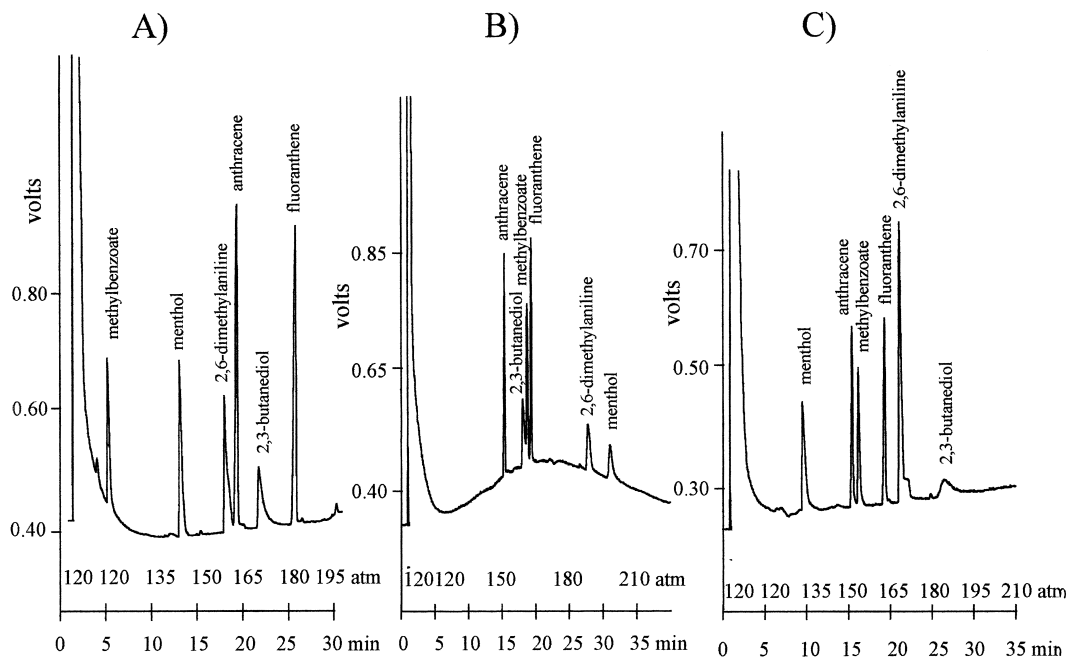 A)
volts
0.80
0.60
0.40
methylbenzoate
menthol
2,6-dimethylaniline
anthracene
2,3-butanediol
fluoranthene
120 120 135 150 165 180 195 atm
0 5 10 15 20 25 30 min
B)
volts
0.85
0.65
0.40
anthracene
2,3-butanediol
methylbenzoate
fluoranthene
2,6-dimethylaniline
menthol
120 120 150 180 210 atm
0 5 10 15 20 25 30 35 min
C)
volts
0.70
0.50
0.30
menthol
anthracene
methylbenzoate
fluoranthene
2,6-dimethylaniline
2,3-butanediol
120 120 135 150 165 180 195 210 atm
0 5 10 15 20 25 30 35 min